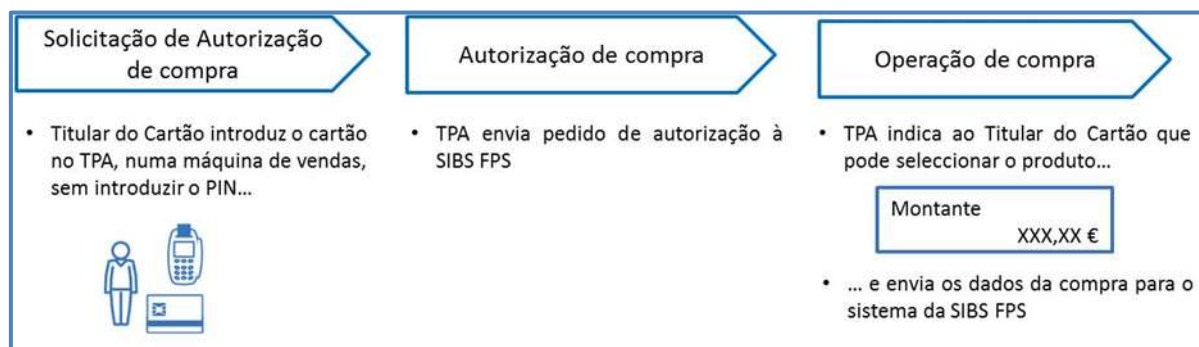 Solicitação de Autorização
de compra
Autorização de compra
Operação de compra
• Titular do Cartão introduz o cartão
no TPA, numa máquina de vendas,
sem introduzir o PIN...
• TPA envia pedido de autorização à
SIBS FPS
• TPA indica ao Titular do Cartão que
pode seleccionar o produto...
Montante
XXX,XX €
• ... e envia os dados da compra para o
sistema da SIBS FPS